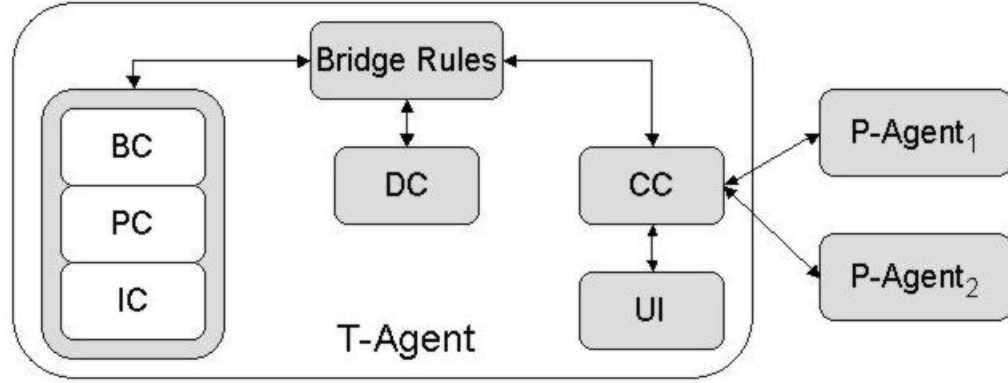 Bridge Rules
BC
PC
IC
DC
CC
UI
T-Agent
P-Agent₁
P-Agent₂